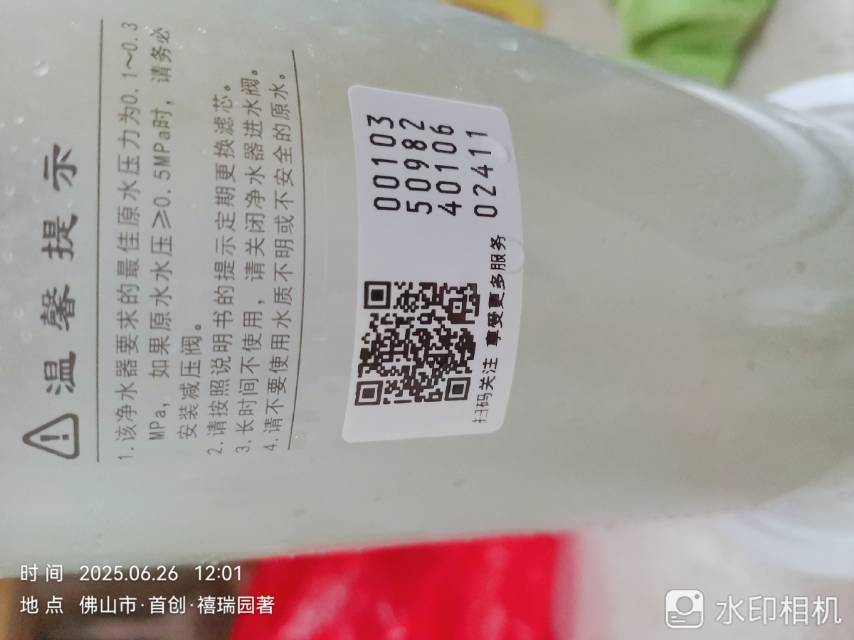 温馨提示
1.该净水器要求的最佳原水压力为0.1~0.3
MPa，如果原水水压≥0.5MPa时，请务必
安装减压阀。
2.请按照说明书的提示定期更换滤芯。
3.长时间不使用，请关闭净水器进水阀。
4.请不要使用水质不明或不安全的原水。
00103
50982
40106
02411
扫码关注 享受更多服务
时间 2025.06.26 12:01
地点 佛山市·首创·禧瑞园著
水印相机